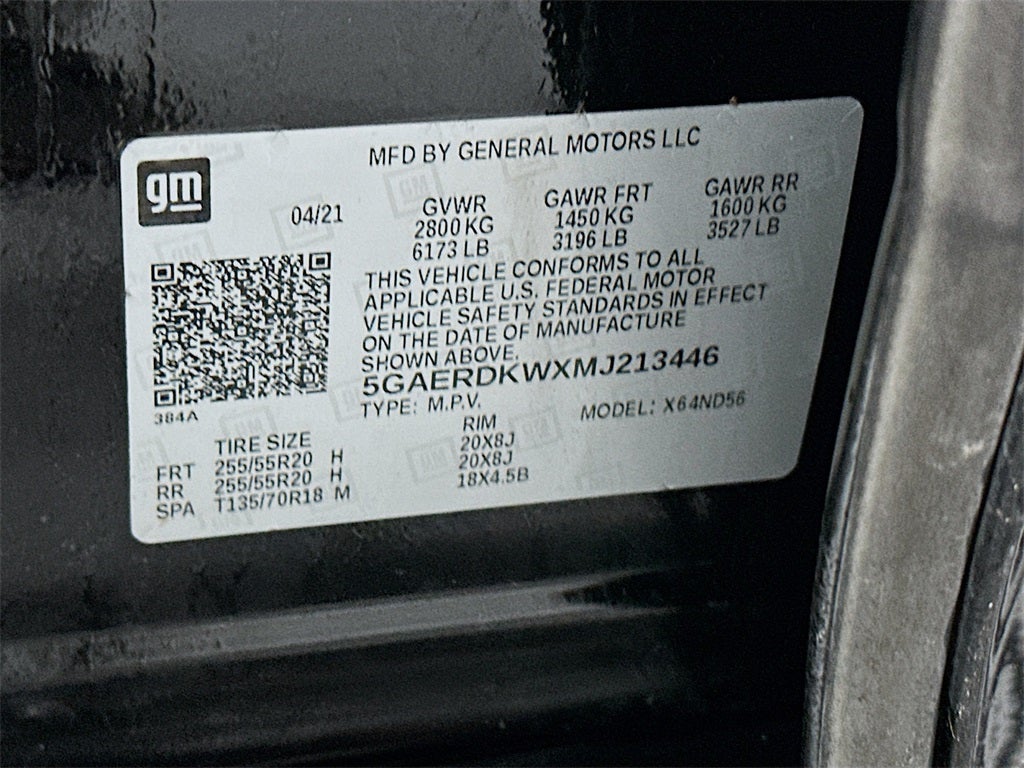 MFD BY GENERAL MOTORS LLC
gm
04/21
GVWR GAWR FRT GAWR RR
2800 KG 1450 KG 1600 KG
6173 LB 3196 LB 3527 LB
THIS VEHICLE CONFORMS TO ALL
APPLICABLE U.S. FEDERAL MOTOR
VEHICLE SAFETY STANDARDS IN EFFECT
ON THE DATE OF MANUFACTURE
SHOWN ABOVE.
5GAERDKWXMJ213446
TYPE: M.P.V. MODEL: X64ND56
384A
TIRE SIZE RIM
FRT 255/55R20 H 20X8J
RR 255/55R20 H 20X8J
SPA T135/70R18 M 18X4.5B